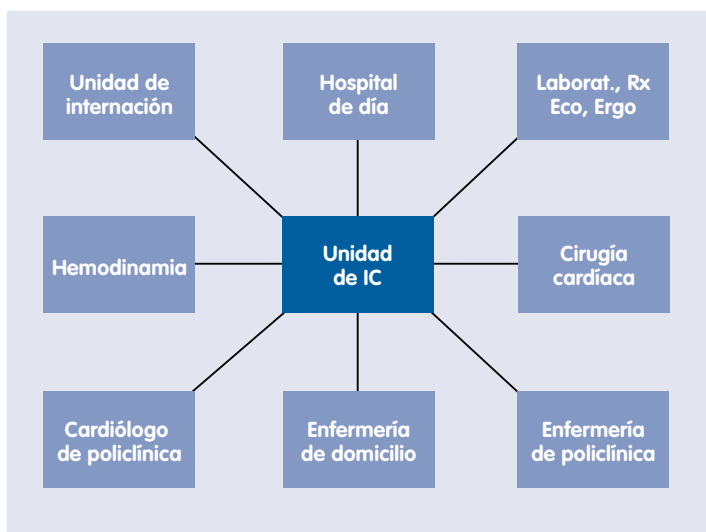 Unidad de
internación
Hospital
de día
Laborat., Rx
Eco, Ergo
Hemodinamia
Unidad
de IC
Cirugía
cardíaca
Cardiólogo
de policlínica
Enfermería
de domicilio
Enfermería
de policlínica